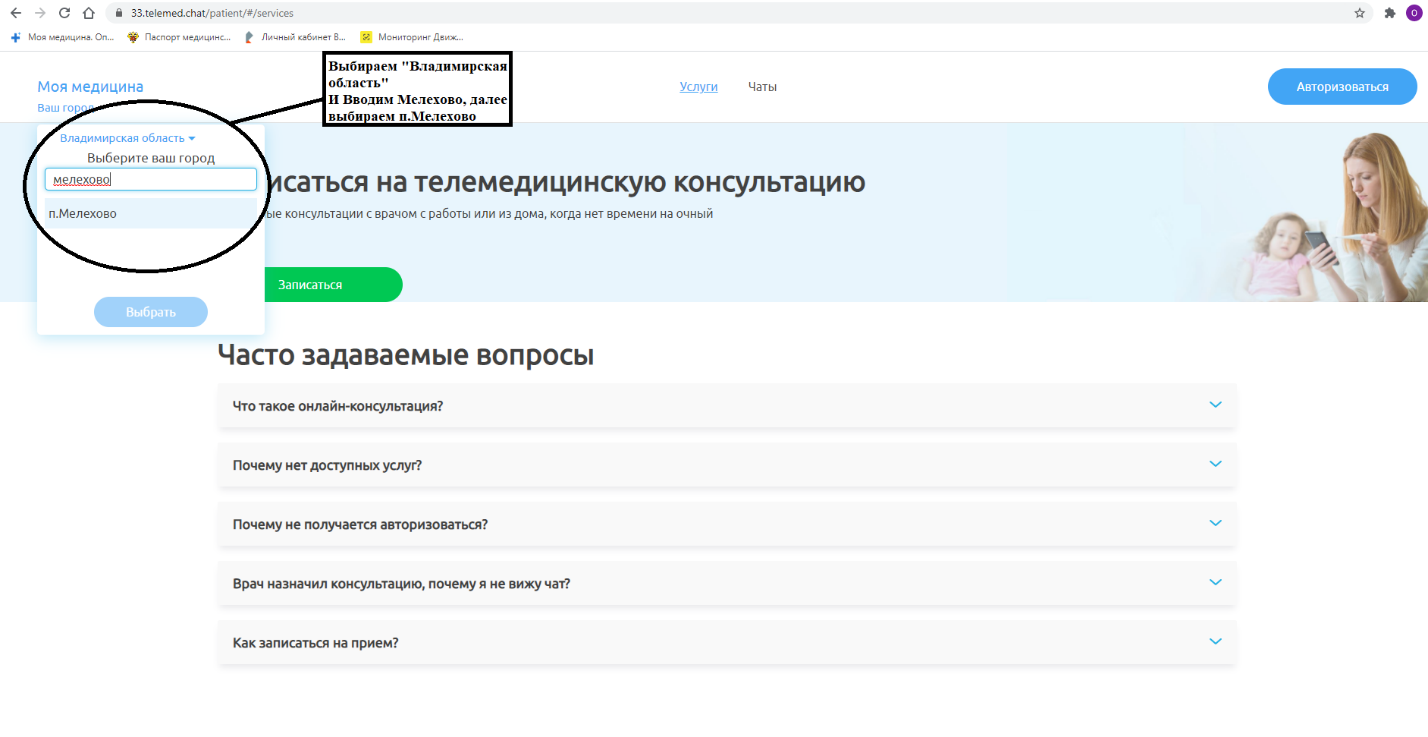 33.telemed.chat/patient/#/services
О
Моя медицина. Оп...
Паспорт медицинс...
Личный кабинет В...
Мониторинг Движ...
Выбираем "Владимирская
область"
И Вводим Мелехово, далее
выбираем п.Мелехово
Моя медицина
Ваш город
Услуги
Чаты
Авторизоваться
Владимирская область
Выберите ваш город
мелехово
п.Мелехово
Выбрать
исаться на телемедицинскую консультацию
ые консультации с врачом с работы или из дома, когда нет времени на очный
Записаться
Часто задаваемые вопросы
Что такое онлайн-консультация?
Почему нет доступных услуг?
Почему не получается авторизоваться?
Врач назначил консультацию, почему я не вижу чат?
Как записаться на прием?